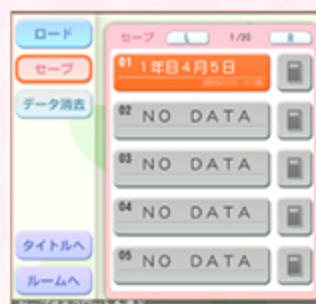 ロード
セーブ
データ消去
タイトルへ
ルームへ
セーブ L 1/20 R
01 1年目4月5日
02 NO DATA
03 NO DATA
04 NO DATA
05 NO DATA